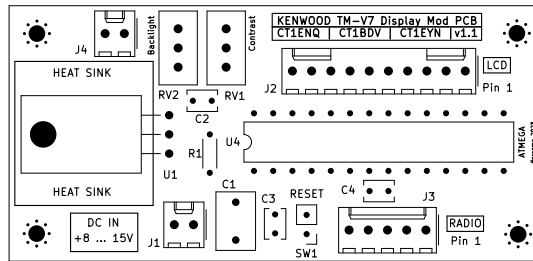 KENWOOD TM-V7 Display Mod PCB
CT1ENQ | CT1BDV | CT1EYN |v1.1
J4
Backlight
Contrast
HEAT SINK
RV2
RV1
J2
LCD
Pin 1
C2
R1
U4
ATMEGA
U1
HEAT SINK
C1
C3
RESET
C4
J3
DC IN
+8 ... 15V
J1
SW1
RADIO
Pin 1